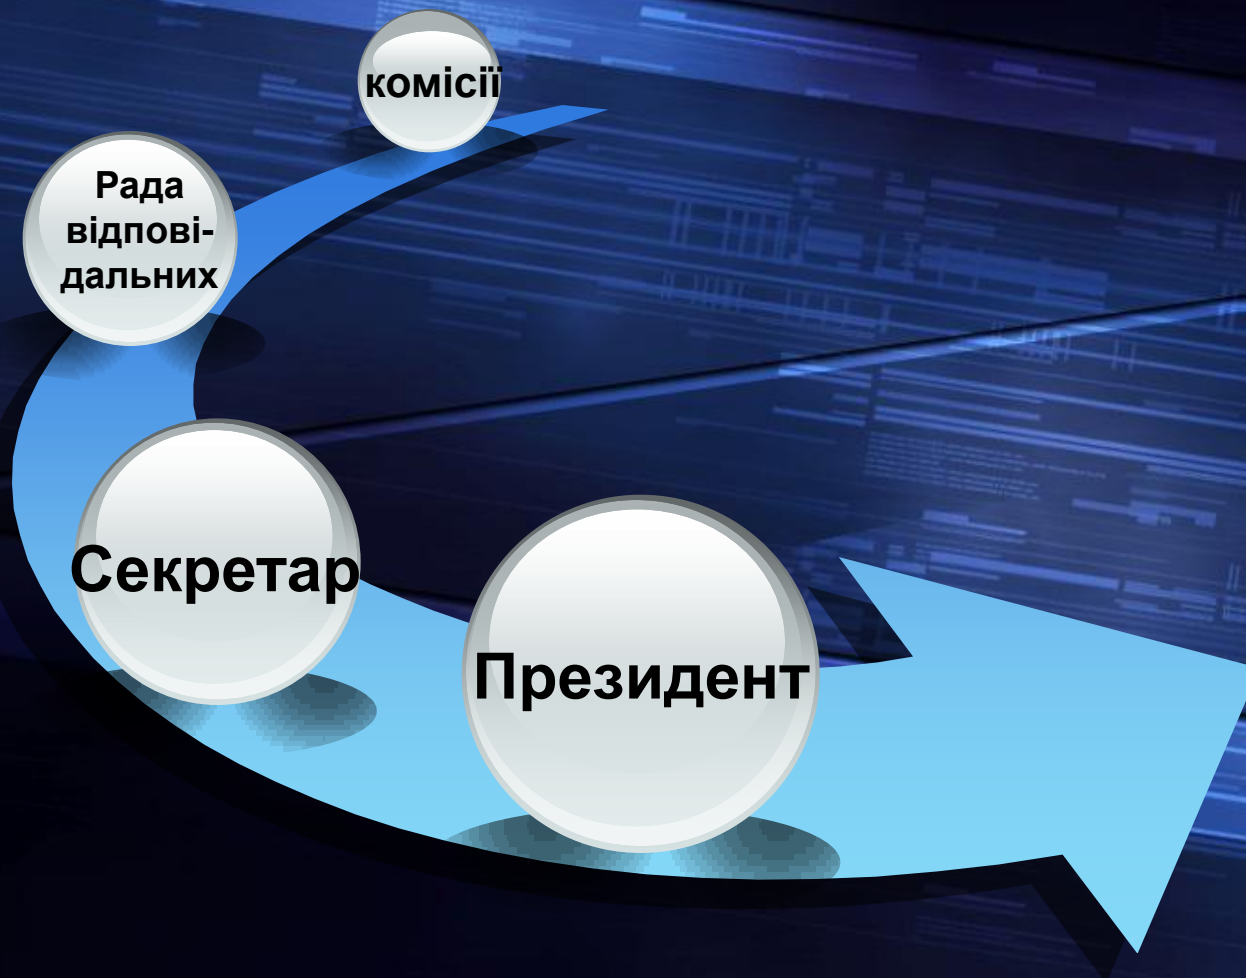 комісії
Рада
відпові-
дальних
Секретар
Президент